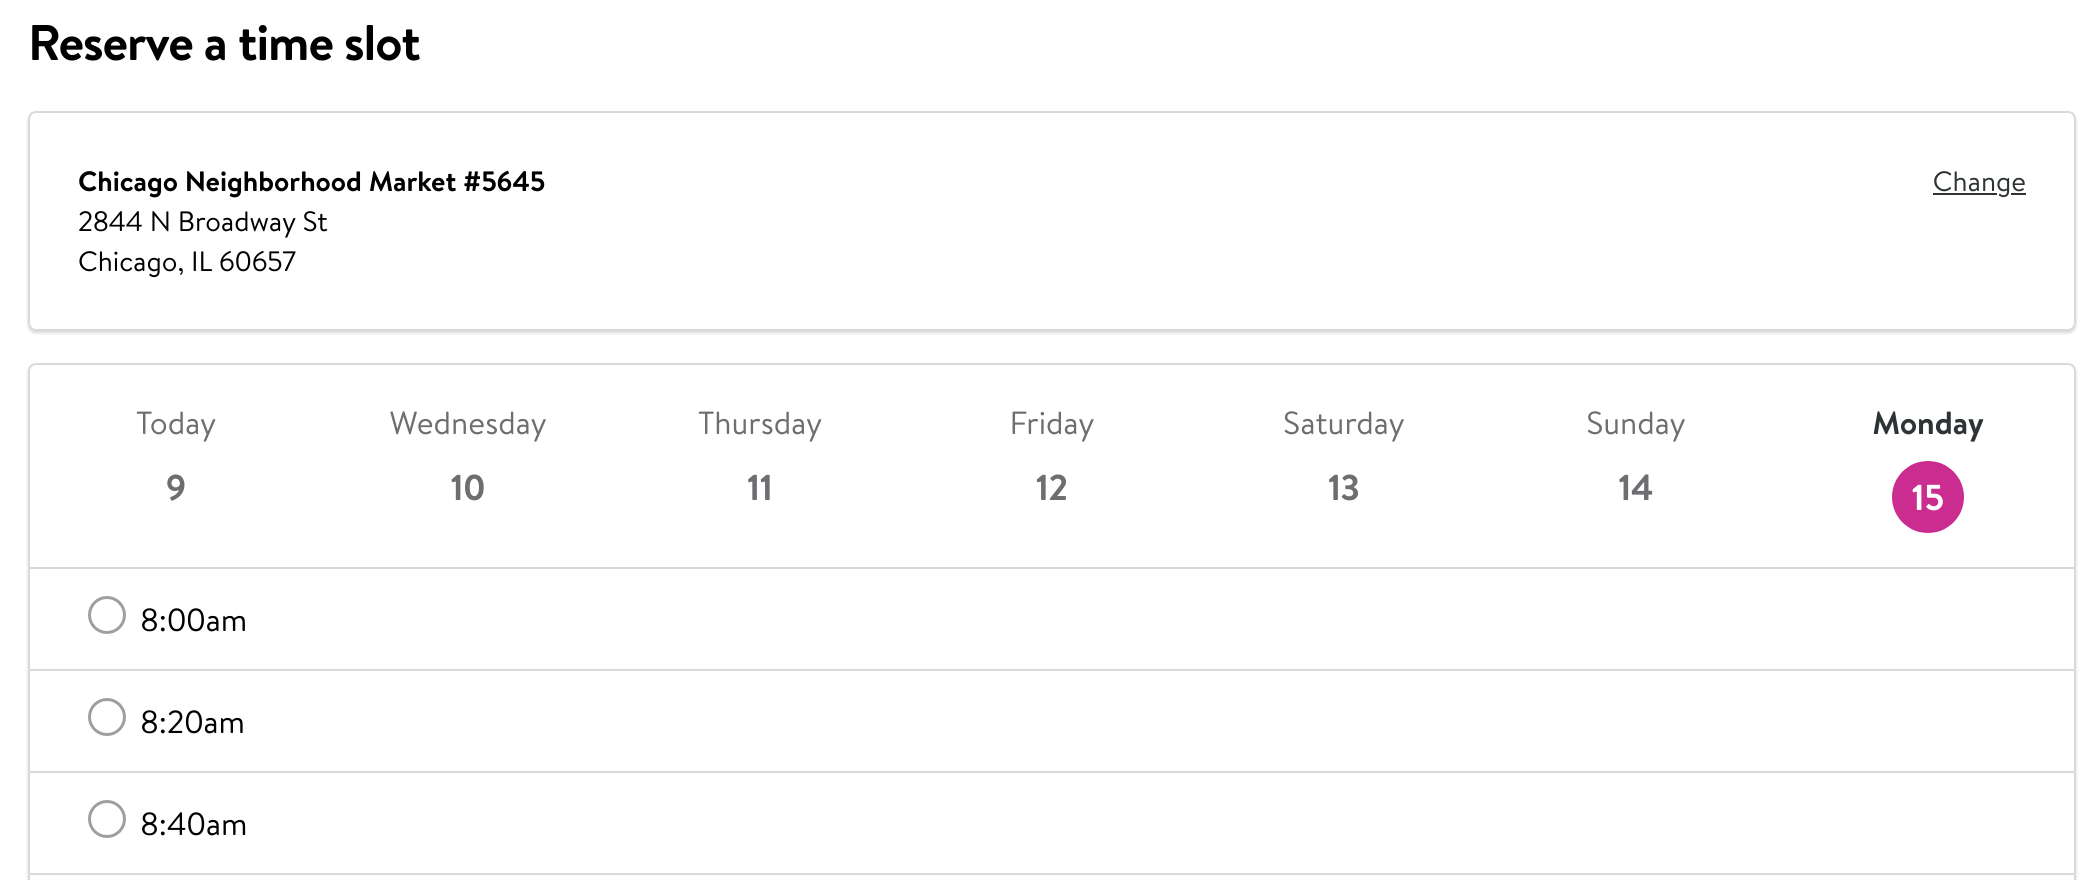 Reserve a time slot
Chicago Neighborhood Market #5645
Change
2844 N Broadway St
Chicago, IL 60657
Today Wednesday Thursday Friday Saturday Sunday Monday
9 10 11 12 13 14 15
8:00am
8:20am
8:40am